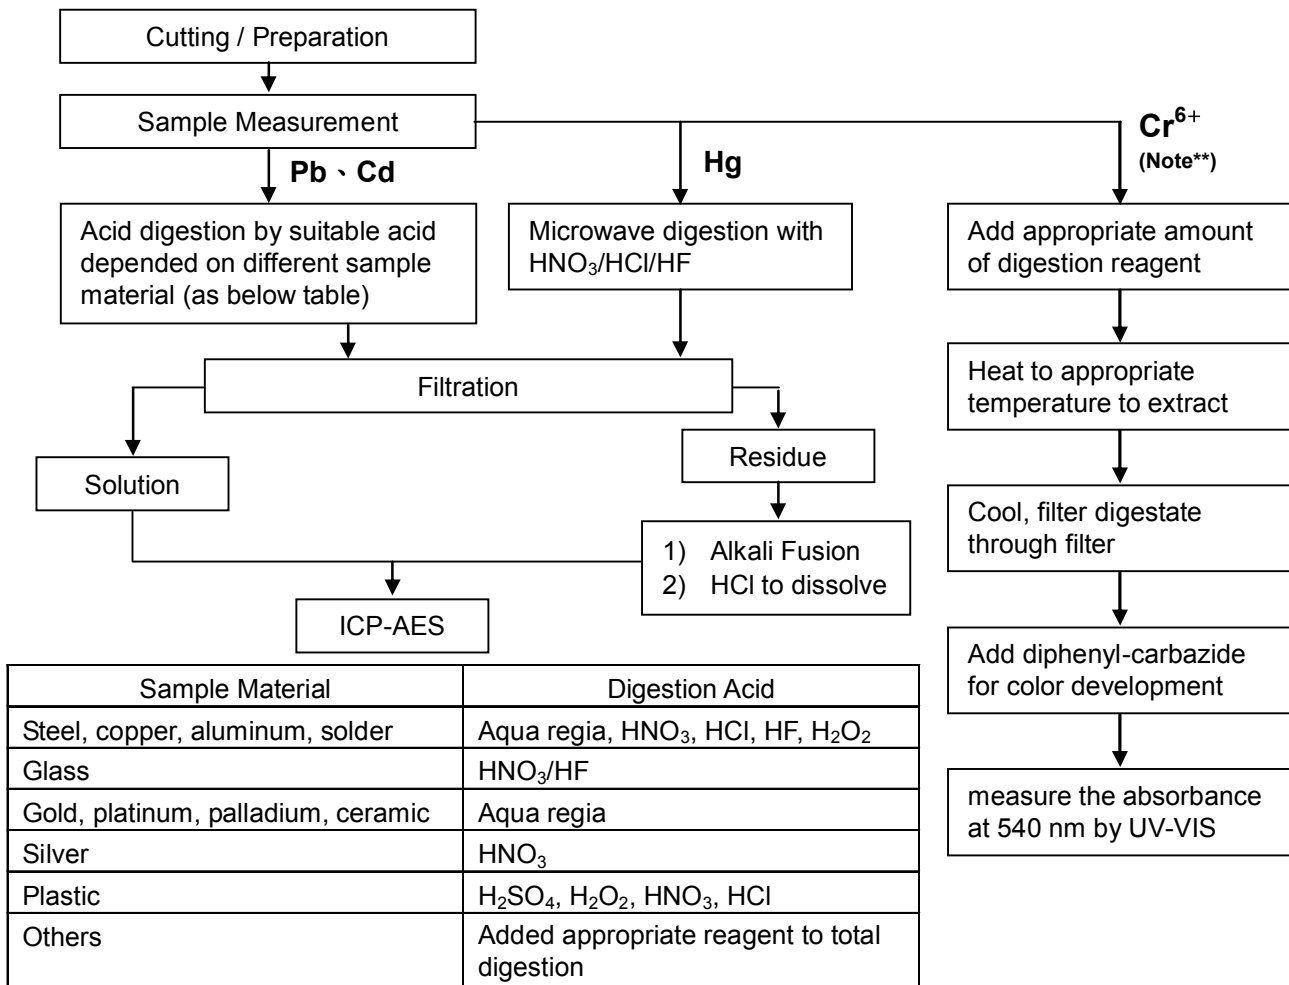 Cutting / Preparation
Sample Measurement
Pb、Cd
Hg
Cr⁶⁺
(Note**)
Acid digestion by suitable acid
depended on different sample
material (as below table)
Microwave digestion with
HNO₃/HCl/HF
Add appropriate amount
of digestion reagent
Filtration
Heat to appropriate
temperature to extract
Solution
Residue
1) Alkali Fusion
2) HCl to dissolve
Cool, filter digestate
through filter
ICP-AES
Add diphenyl-carbazide
for color development
measure the absorbance
at 540 nm by UV-VIS
Sample Material Digestion Acid
Steel, copper, aluminum, solder Aqua regia, HNO₃, HCl, HF, H₂O₂
Glass HNO₃/HF
Gold, platinum, palladium, ceramic Aqua regia
Silver HNO₃
Plastic H₂SO₄, H₂O₂, HNO₃, HCl
Others Added appropriate reagent to total
digestion